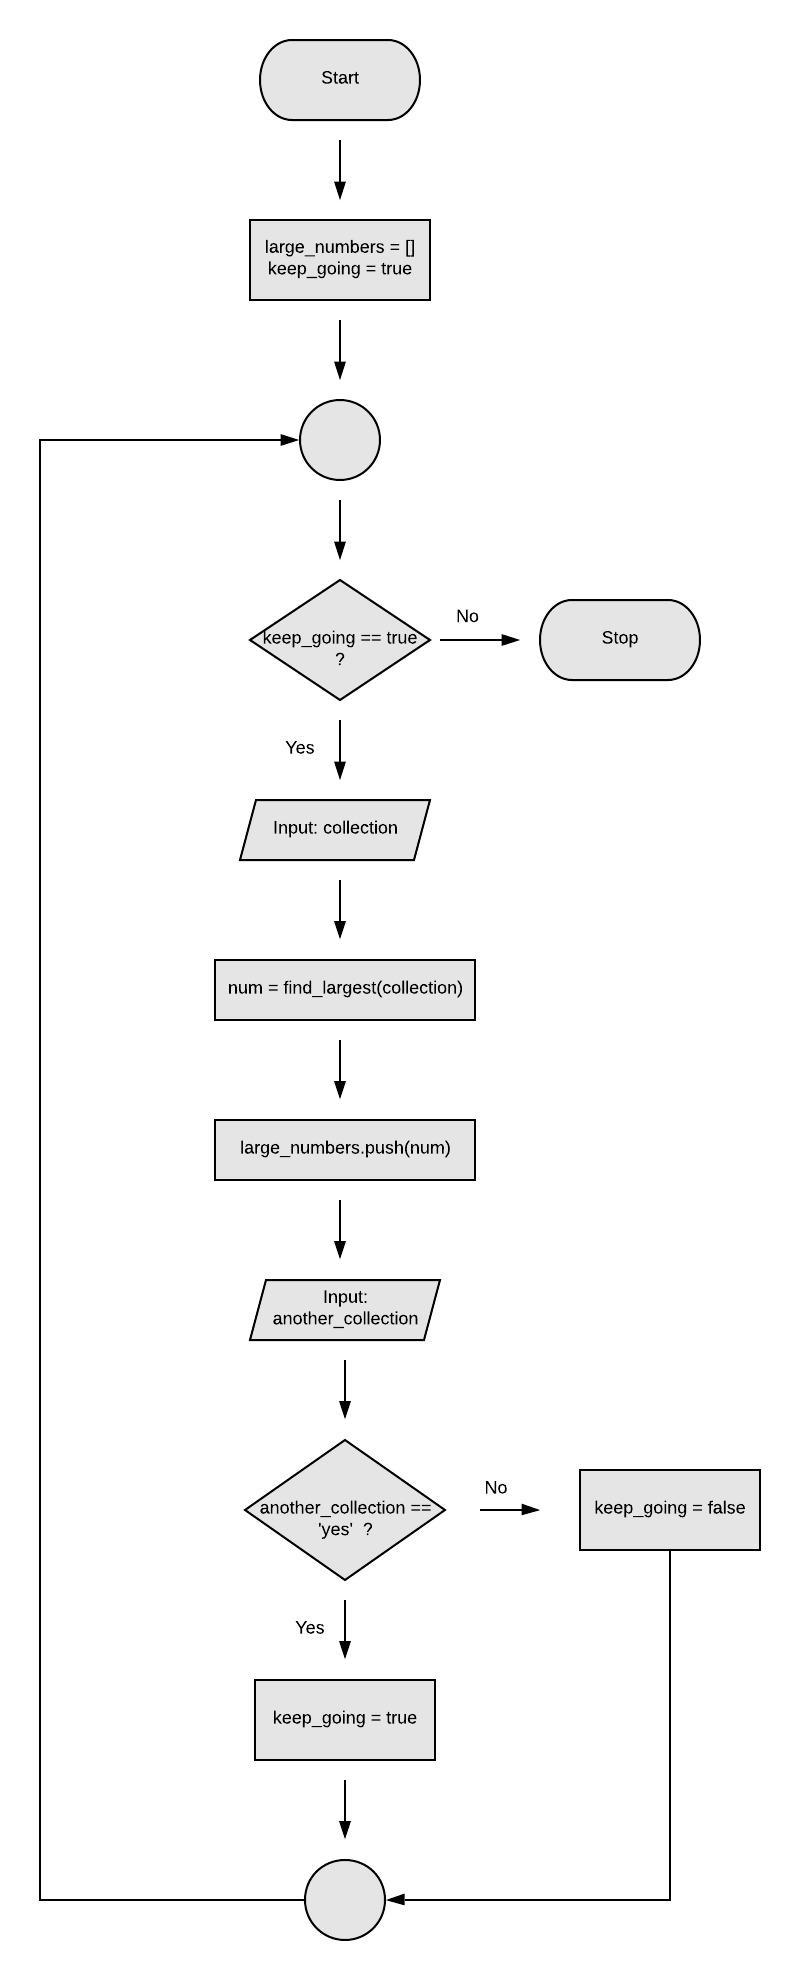 Start
large_numbers = []
keep_going = true
keep_going == true
?
No
Stop
Yes
Input: collection
num = find_largest(collection)
large_numbers.push(num)
Input:
another_collection
another_collection ==
'yes'  ?
No
keep_going = false
Yes
keep_going = true